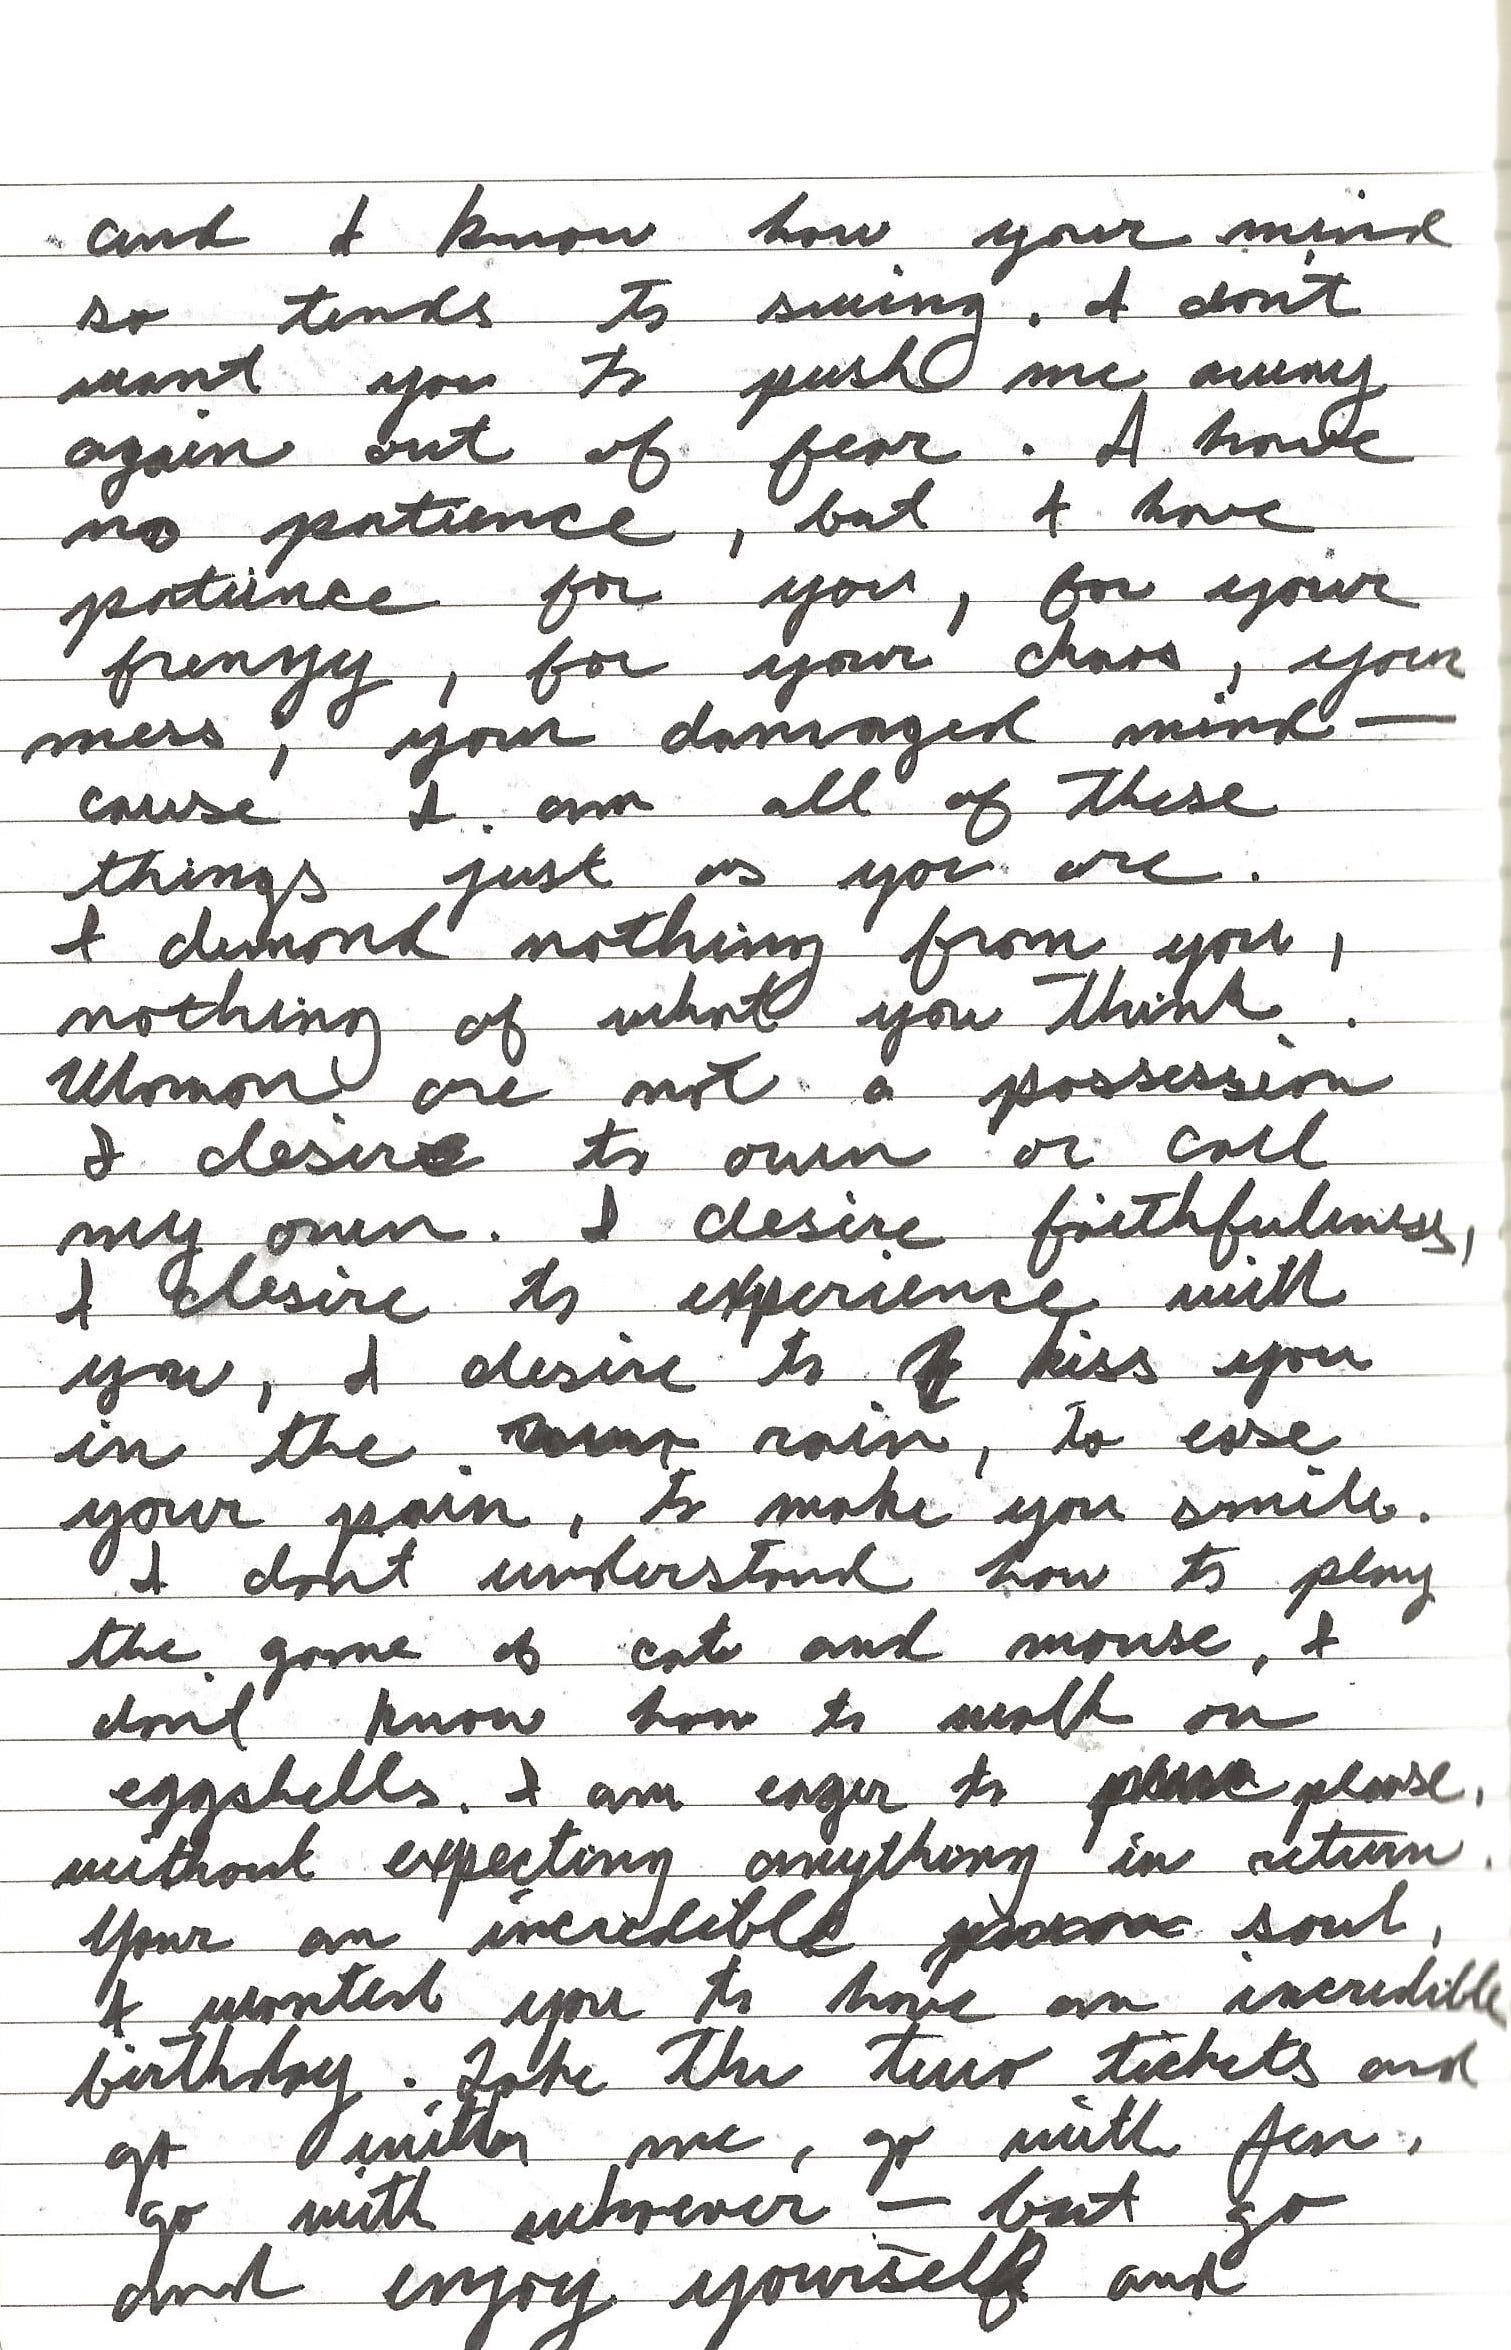 and I know how your mind
so tends to swing. I don't
want you to push me away
again out of fear. I have
no patience, but I have
patience for you, for your
frenzy, for your chaos, your
mess, your damaged mind —
cause I am all of these
things just as you are.
I demand nothing from you,
nothing of what you think.
Woman are not a possession
I desire to own or call
my own. I desire faithfulness,
I desire to experience with
you, I desire to kiss you
in the rain, to ease
your pain, to make you smile.
I don't understand how to play
the game of cat and mouse, I
don't know how to walk on
eggshells. I am eager to please,
without expecting anything in return.
Your an incredible soul,
I wanted you to have an incredible
birthday. Take the two tickets and
go with me, go with Jen,
go with whoever — but go
and enjoy yourself and